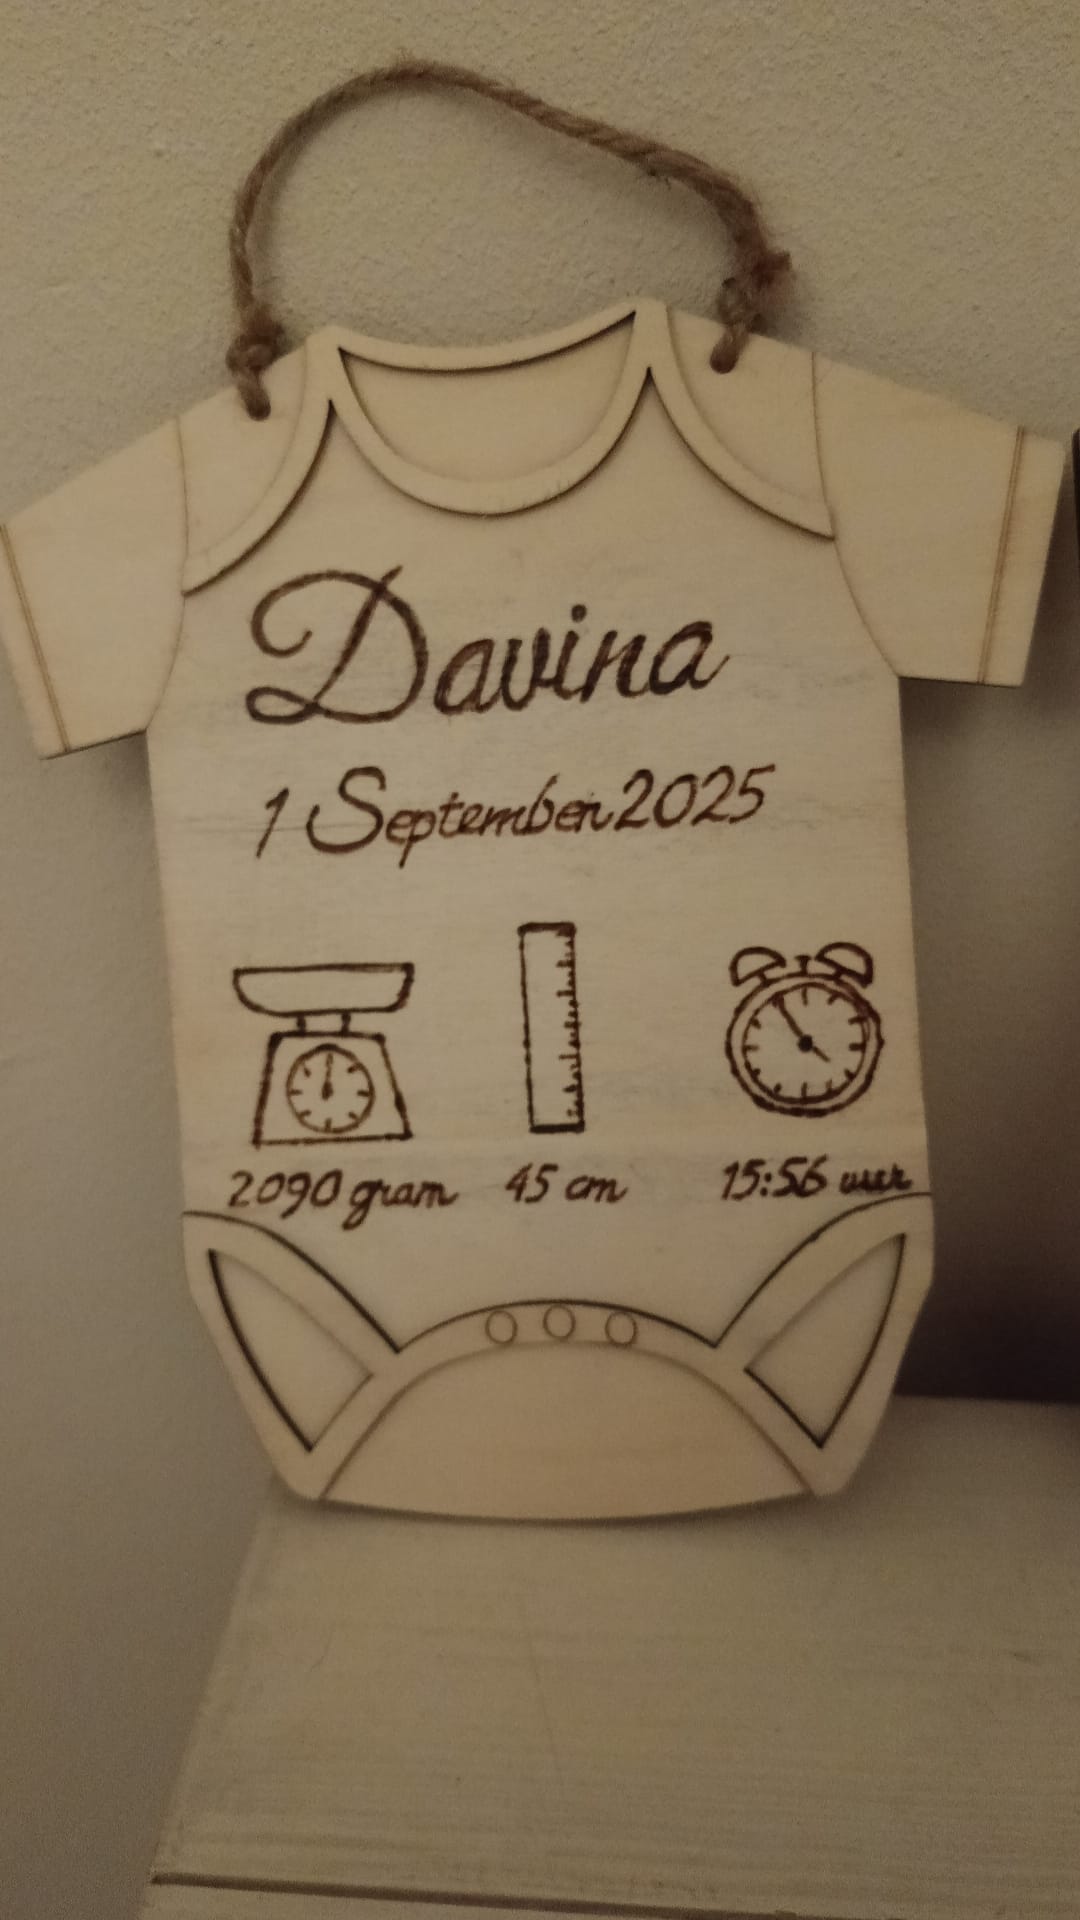 Davina
1 September 2025
2090 gram 45 cm 15:56 uur